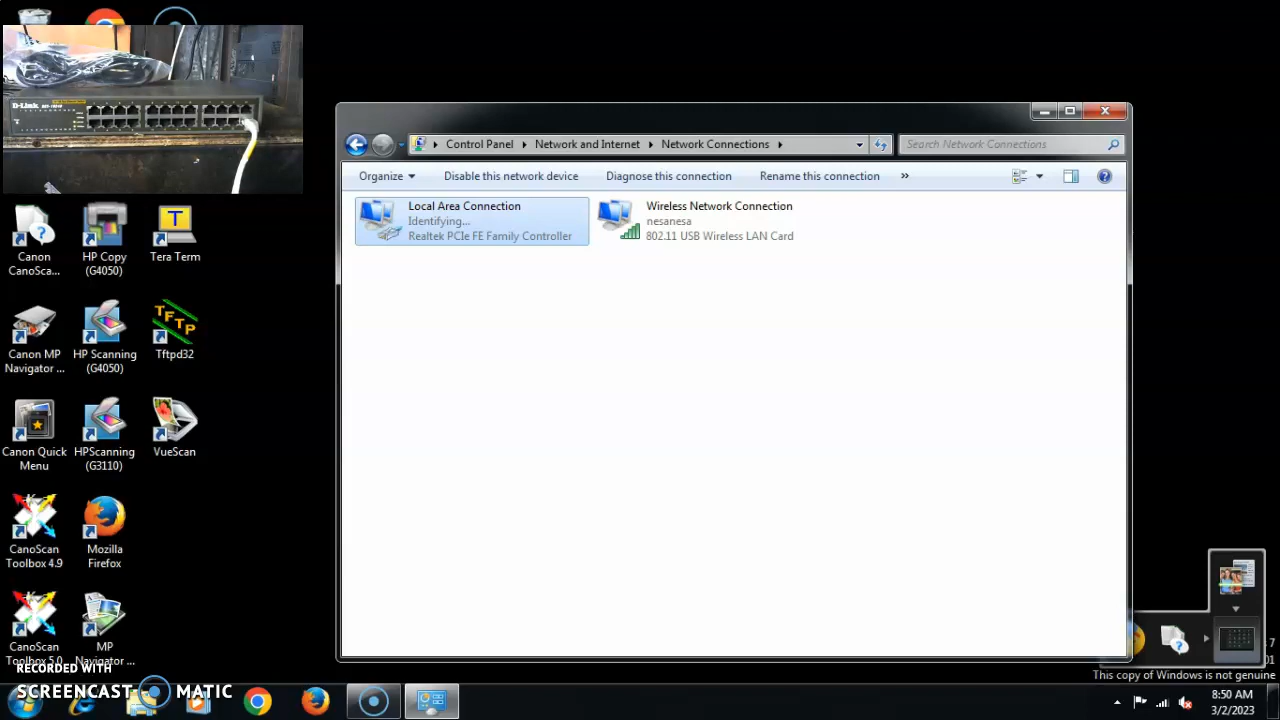 D-Link
Control Panel
Network and Internet
Network Connections
Search Network Connections
Organize
Disable this network device
Diagnose this connection
Rename this connection
»
Local Area Connection
Identifying...
Realtek PCIe FE Family Controller
Wireless Network Connection
nesanesa
802.11 USB Wireless LAN Card
Canon
CanoSca...
HP Copy
(G4050)
T
Tera Term
Canon MP
Navigator ...
HP Scanning
(G4050)
TFTP
Tftpd32
Canon Quick
Menu
HPScanning
(G3110)
VueScan
CanoScan
Toolbox 4.9
Mozilla
Firefox
CanoScan
Toolbox 5.0
MP
Navigator ...
RECORDED WITH
SCREENCAST MATIC
7
01
This copy of Windows is not genuine
8:50 AM
3/2/2023